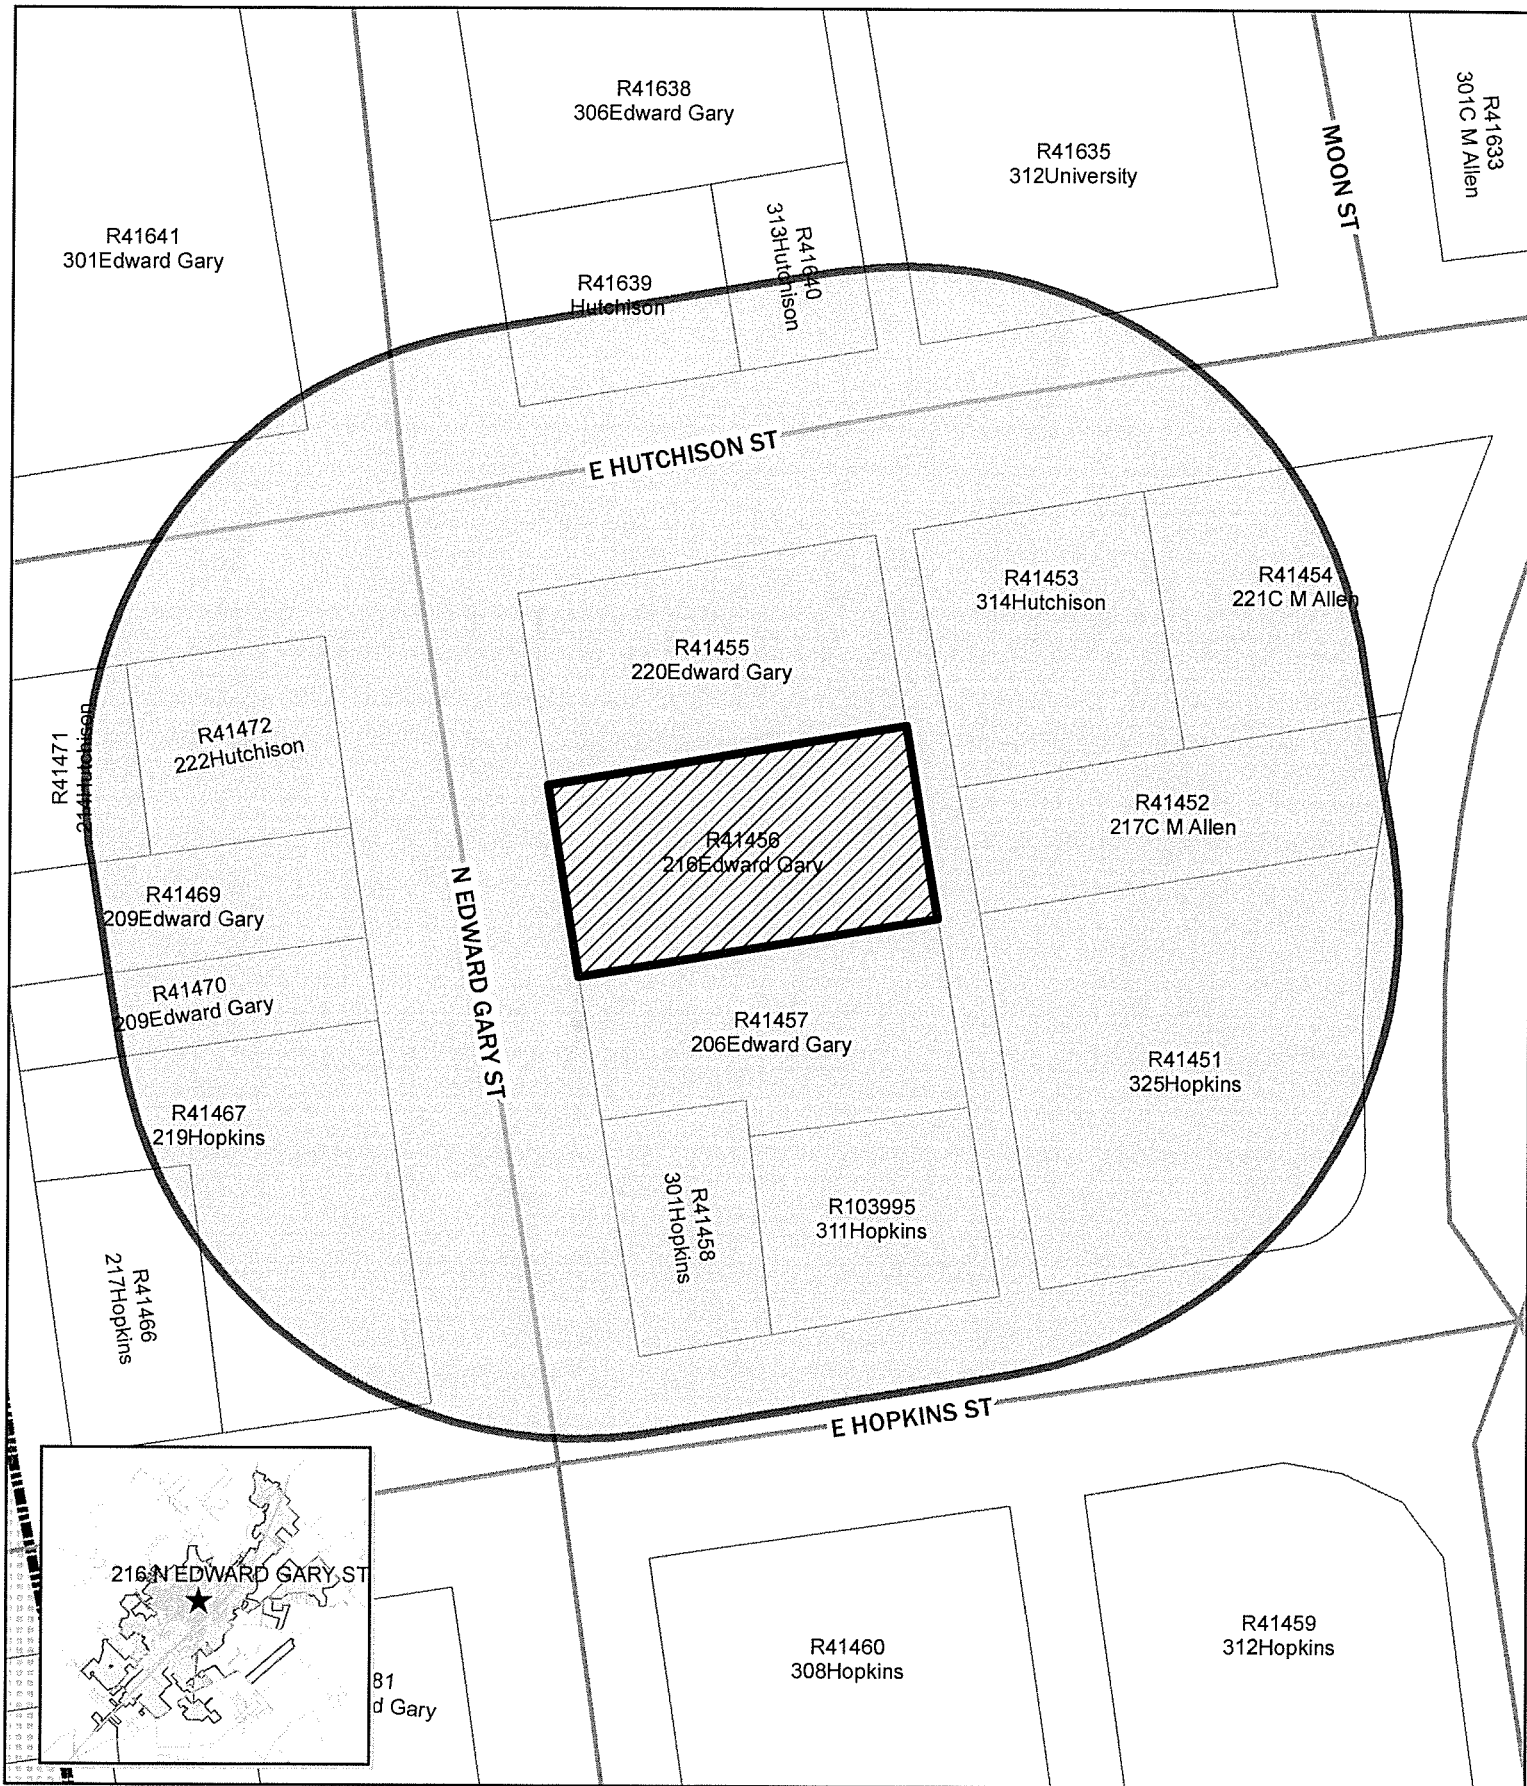 R41638
306Edward Gary
R41633
301C M Allen
R41635
312University
MOON ST
R41641
301Edward Gary
R41640
313Hutchison
R41639
Hutchison
E HUTCHISON ST
R41453
314Hutchison
R41454
221C M Allen
R41455
220Edward Gary
R41472
222Hutchison
R41471
214Hutchison
R41452
217C M Allen
R41456
216Edward Gary
R41469
209Edward Gary
N EDWARD GARY ST
R41470
209Edward Gary
R41457
206Edward Gary
R41451
325Hopkins
R41467
219Hopkins
R41458
301Hopkins
R103995
311Hopkins
R41466
217Hopkins
E HOPKINS ST
216 N EDWARD GARY ST
R41460
308Hopkins
R41459
312Hopkins
81
d Gary